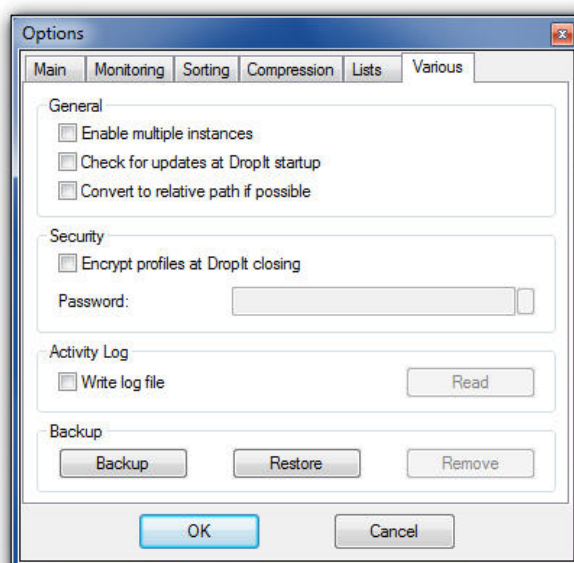 Options
Main Monitoring Sorting Compression Lists Various
General
Enable multiple instances
Check for updates at DropIt startup
Convert to relative path if possible
Security
Encrypt profiles at DropIt closing
Password:
Activity Log
Write log file Read
Backup
Backup Restore Remove
OK Cancel